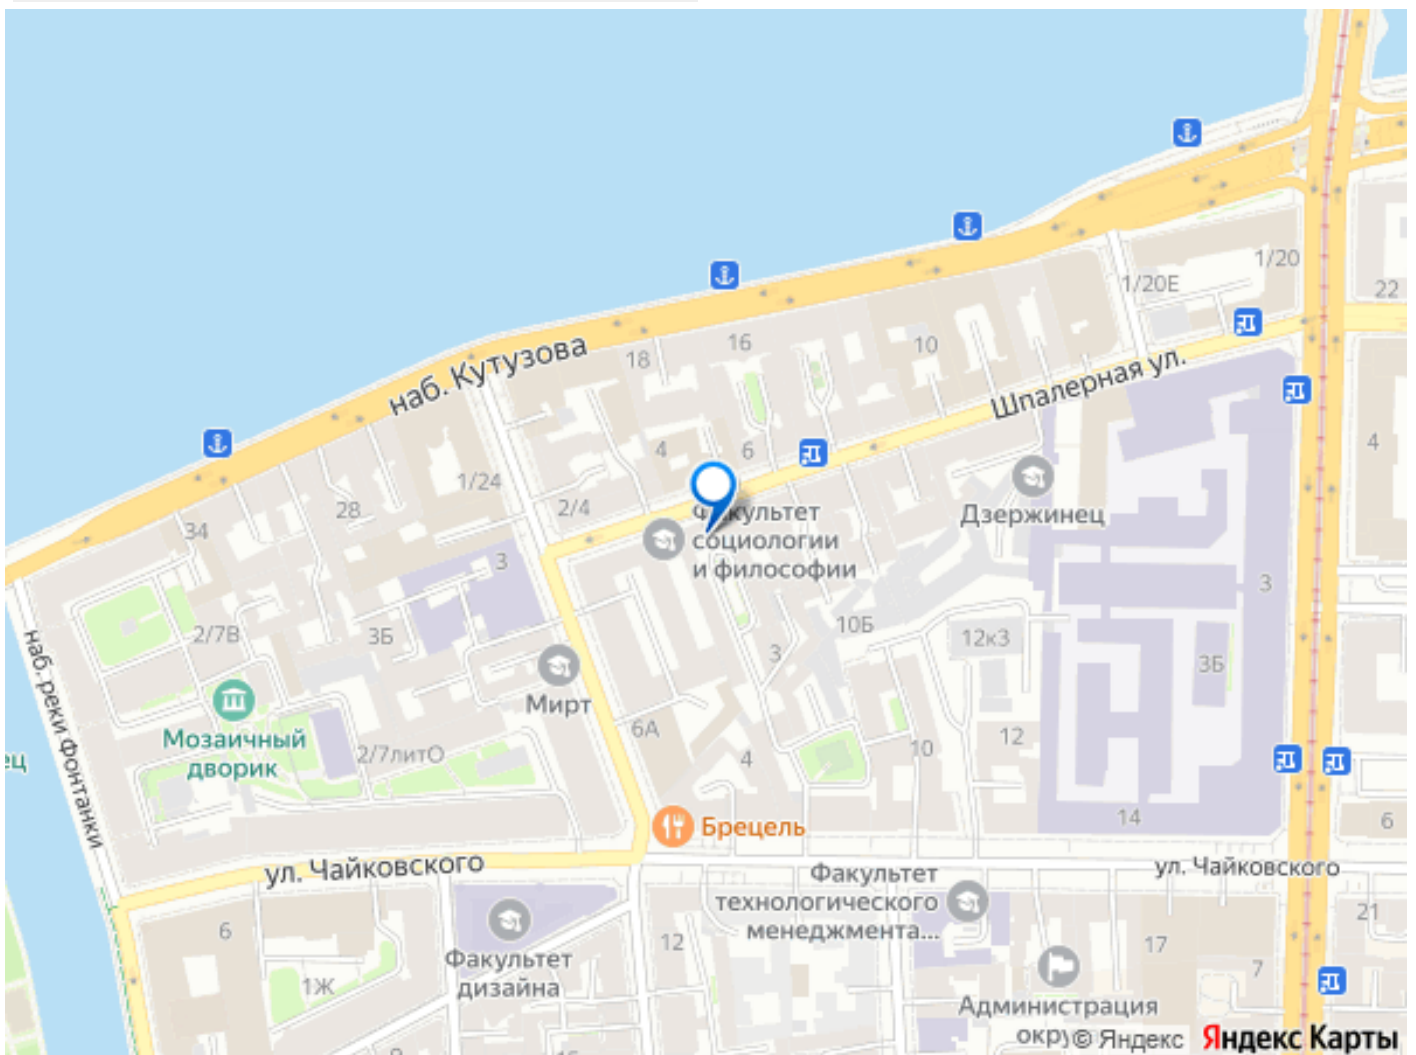 1/20
1/20Е
22
наб. Кутузова
18
16
10
Шпалерная ул.
4
6
4
1/24
2/4
28
34
Факультет
социологии
и философии
Дзержинец
3
3
2/7В
3Б
10Б
12к3
3
3Б
наб. реки фонтанки
Мирт
Мозаичный
дворик
2/7литО
6А
4
10
12
14
6
Брецель
ул. Чайковского
ул. Чайковского
Факультет
технологического
менеджмента...
6
1Ж
Факультет
дизайна
12
17
21
7
Администрация
окр
© Яндекс
Яндекс Карты